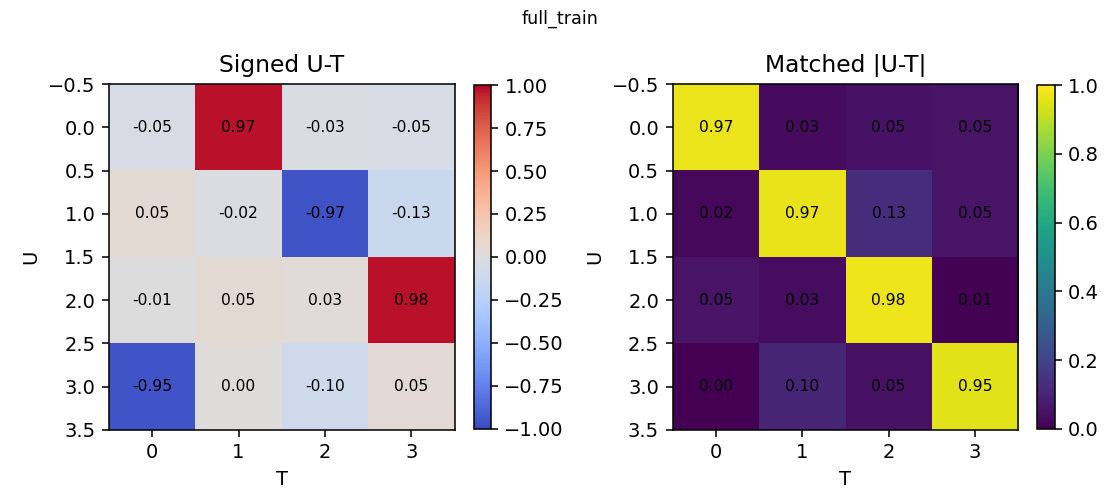 full_train
Signed U-T
Matched |U-T|
−0.5
0.0
0.5
1.0
1.5
2.0
2.5
3.0
3.5
U
-0.05 0.97 -0.03 -0.05
0.05 -0.02 -0.97 -0.13
-0.01 0.05 0.03 0.98
-0.95 0.00 -0.10 0.05
0 1 2 3
T
1.00
0.75
0.50
0.25
0.00
−0.25
−0.50
−0.75
−1.00
−0.5
0.0
0.5
1.0
1.5
2.0
2.5
3.0
3.5
U
0.97 0.03 0.05 0.05
0.02 0.97 0.13 0.05
0.05 0.03 0.98 0.01
0.00 0.10 0.05 0.95
0 1 2 3
T
1.0
0.8
0.6
0.4
0.2
0.0